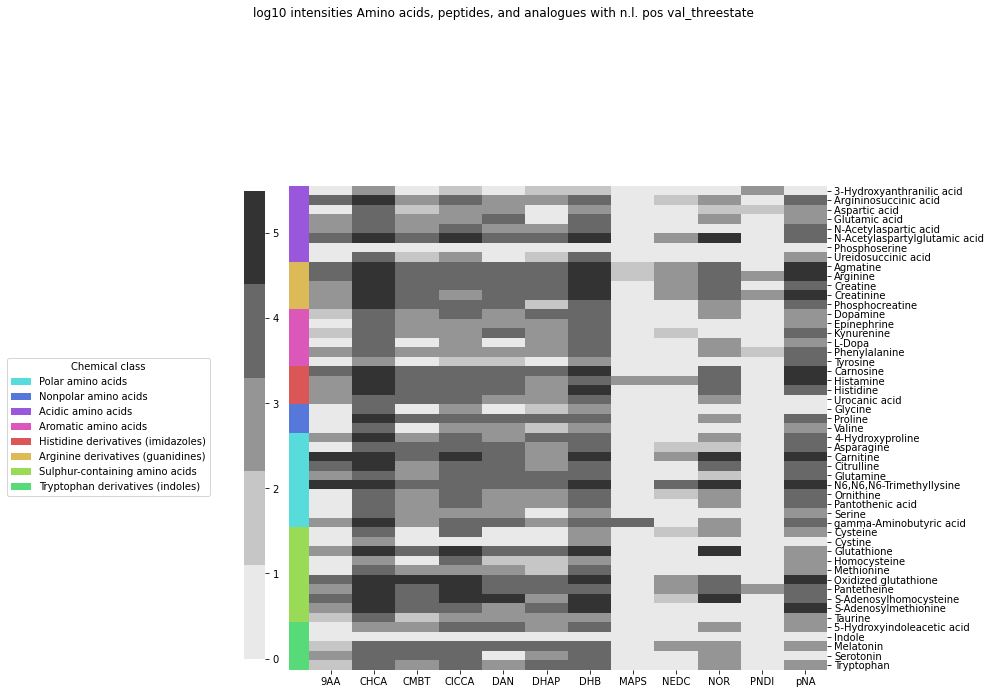 log10 intensities Amino acids, peptides, and analogues with n.l. pos val_threestate
5
4
3
2
1
0
Chemical class
Polar amino acids
Nonpolar amino acids
Acidic amino acids
Aromatic amino acids
Histidine derivatives (imidazoles)
Arginine derivatives (guanidines)
Sulphur-containing amino acids
Tryptophan derivatives (indoles)
3-Hydroxyanthranilic acid
Argininosuccinic acid
Aspartic acid
Glutamic acid
N-Acetylaspartic acid
N-Acetylaspartylglutamic acid
Phosphoserine
Ureidosuccinic acid
Agmatine
Arginine
Creatine
Creatinine
Phosphocreatine
Dopamine
Epinephrine
Kynurenine
L-Dopa
Phenylalanine
Tyrosine
Carnosine
Histamine
Histidine
Urocanic acid
Glycine
Proline
Valine
4-Hydroxyproline
Asparagine
Carnitine
Citrulline
Glutamine
N6,N6,N6-Trimethyllysine
Ornithine
Pantothenic acid
Serine
gamma-Aminobutyric acid
Cysteine
Cystine
Glutathione
Homocysteine
Methionine
Oxidized glutathione
Pantetheine
S-Adenosylhomocysteine
S-Adenosylmethionine
Taurine
5-Hydroxyindoleacetic acid
Indole
Melatonin
Serotonin
Tryptophan
9AA CHCA CMBT ClCCA DAN DHAP DHB MAPS NEDC NOR PNDI pNA